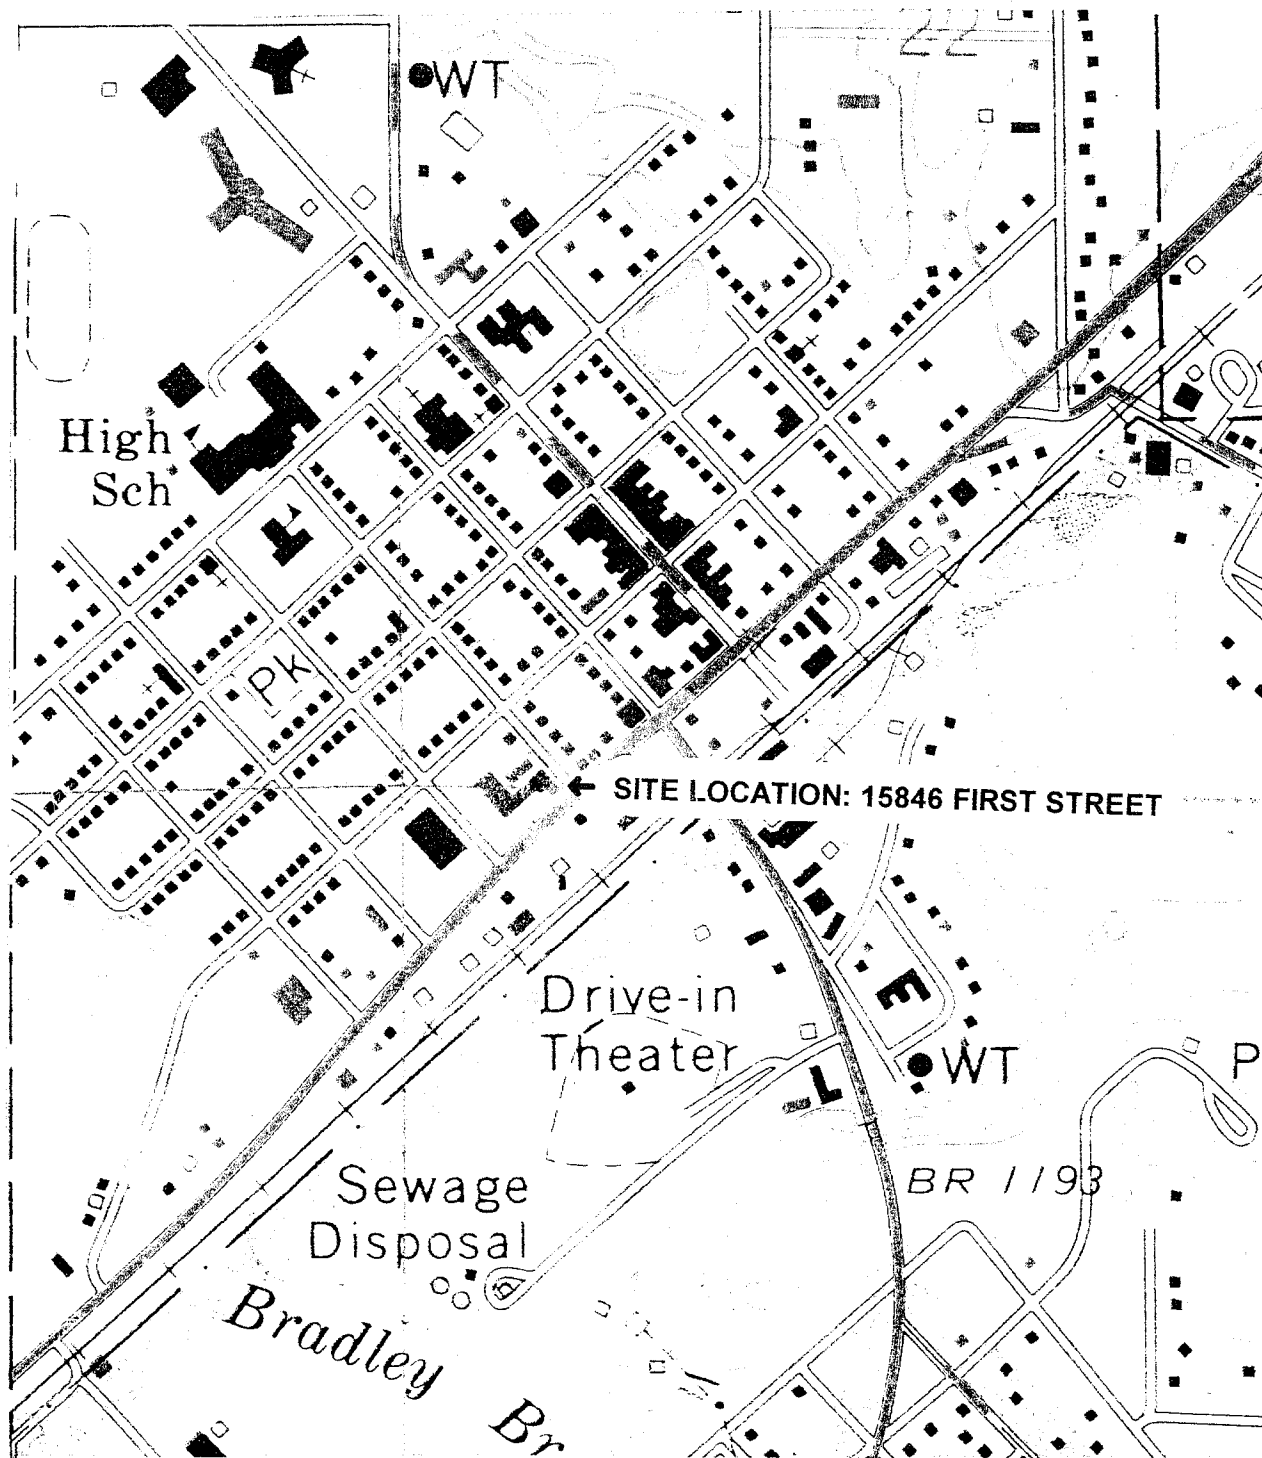 22
WT
High
Sch
Pk
← SITE LOCATION: 15846 FIRST STREET
Drive-in
Theater
WT
P
BR 1193
Sewage
Disposal
Bradley
Br